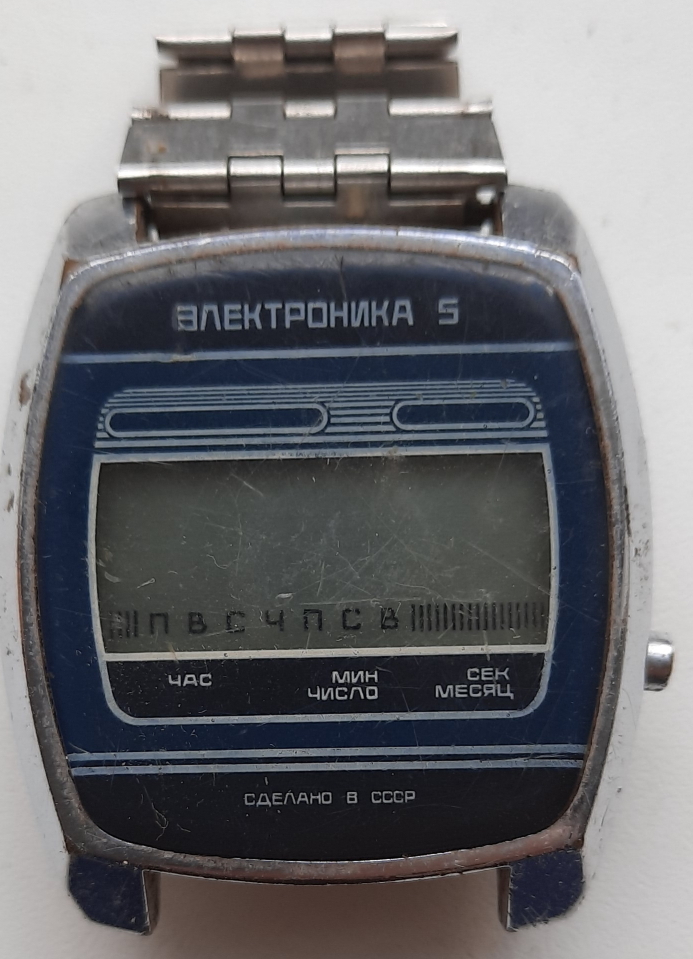 ЭЛЕКТРОНИКА 5
П В С Ч П С В
ЧАС МИН СЕК
ЧИСЛО МЕСЯЦ
СДЕЛАНО В СССР